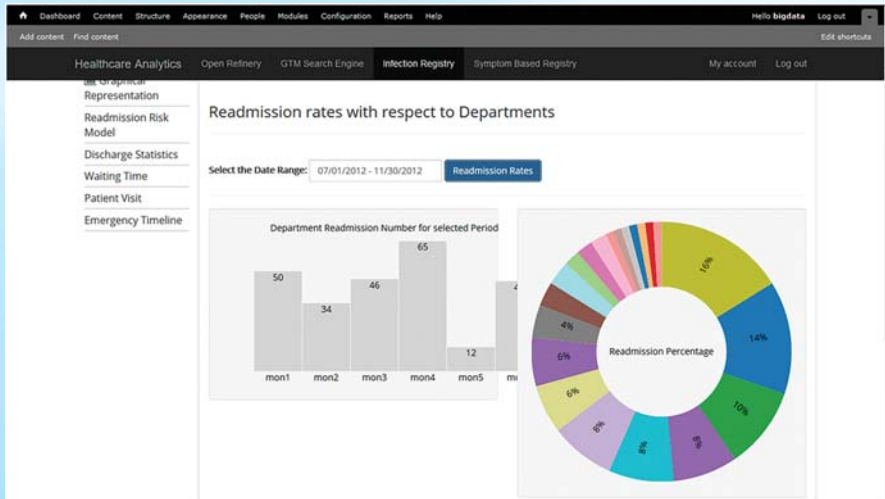 Dashboard Content Structure Appearance People Modules Configuration Reports Help Hello bigdata Log out
Add content Find content Edit shortcuts
Healthcare Analytics Open Refinery GTM Search Engine Infection Registry Symptom Based Registry My account Log out
Graphical
Representation
Readmission Risk
Model
Discharge Statistics
Waiting Time
Patient Visit
Emergency Timeline
Readmission rates with respect to Departments
Select the Date Range: 07/01/2012 - 11/30/2012 Readmission Rates
Department Readmission Number for selected Period
50
34
46
65
12
4
mon1 mon2 mon3 mon4 mon5
16%
14%
10%
8%
8%
8%
6%
6%
4%
Readmission Percentage